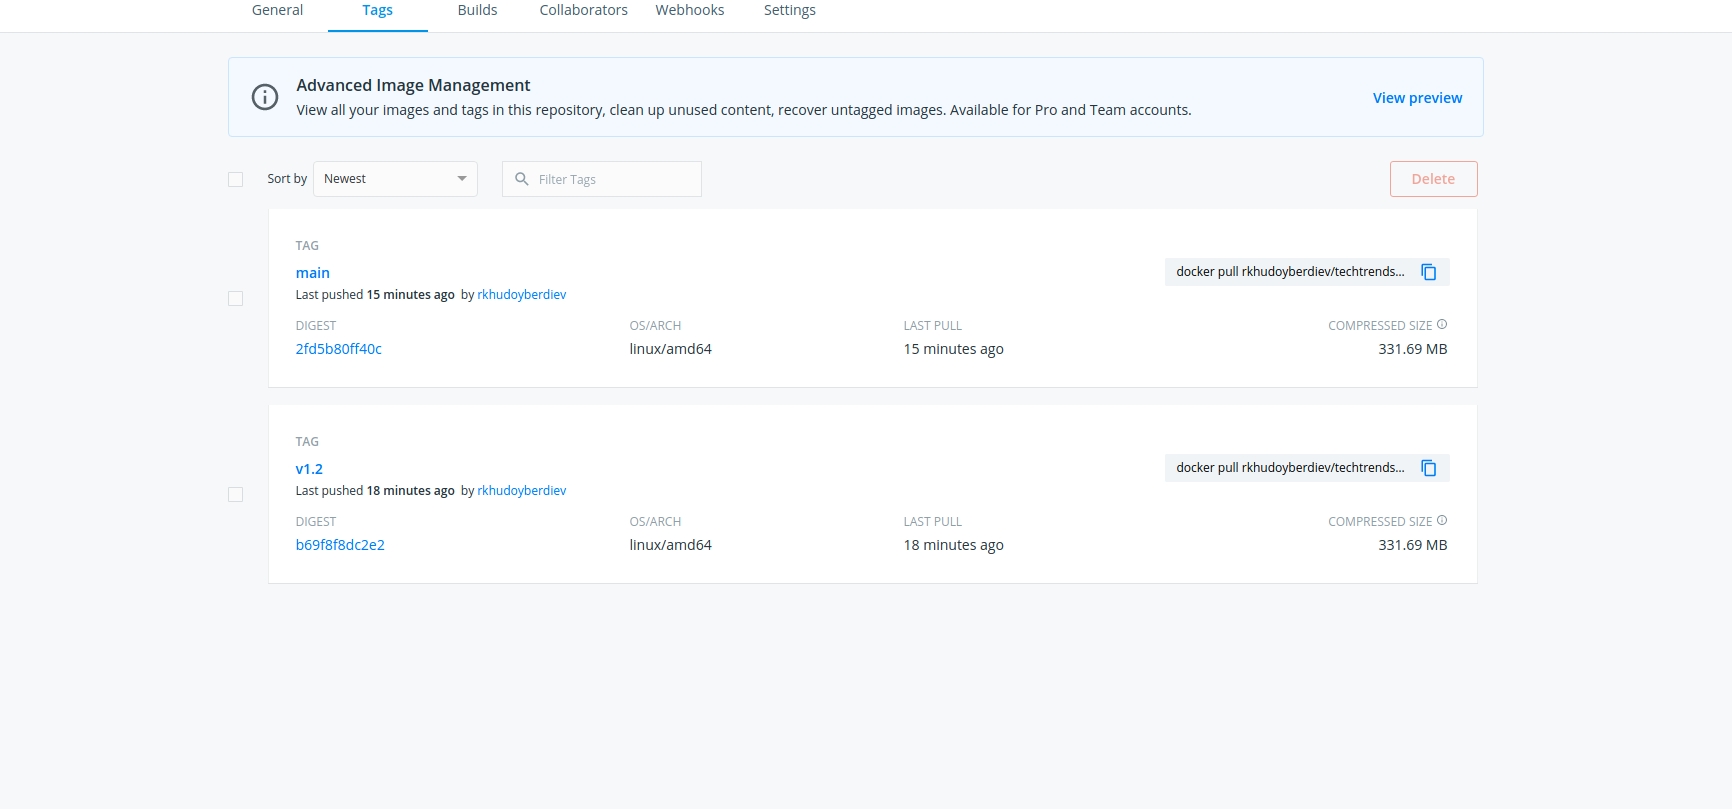 General Tags Builds Collaborators Webhooks Settings
Advanced Image Management
View all your images and tags in this repository, clean up unused content, recover untagged images. Available for Pro and Team accounts.
View preview
Sort by Newest Filter Tags Delete
TAG
main
docker pull rkhudoyberdiev/techtrends...
Last pushed 15 minutes ago by rkhudoyberdiev
DIGEST OS/ARCH LAST PULL COMPRESSED SIZE
2fd5b80ff40c linux/amd64 15 minutes ago 331.69 MB
TAG
v1.2
docker pull rkhudoyberdiev/techtrends...
Last pushed 18 minutes ago by rkhudoyberdiev
DIGEST OS/ARCH LAST PULL COMPRESSED SIZE
b69f8f8dc2e2 linux/amd64 18 minutes ago 331.69 MB